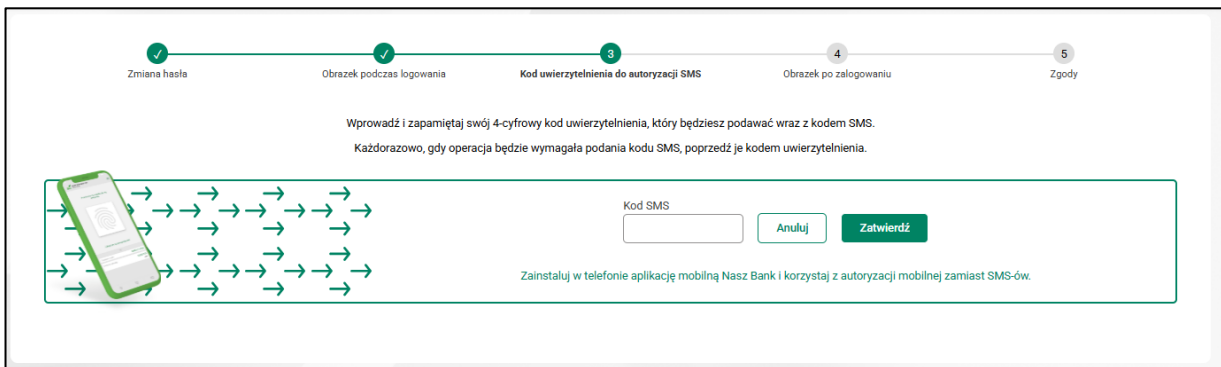 3
4
5
Zmiana hasła
Obrazek podczas logowania
Kod uwierzytelnienia do autoryzacji SMS
Obrazek po zalogowaniu
Zgody
Wprowadź i zapamiętaj swój 4-cyfrowy kod uwierzytelnienia, który będziesz podawać wraz z kodem SMS.
Każdorazowo, gdy operacja będzie wymagała podania kodu SMS, poprzedź je kodem uwierzytelnienia.
Kod SMS
Anuluj
Zatwierdź
Zainstaluj w telefonie aplikację mobilną Nasz Bank i korzystaj z autoryzacji mobilnej zamiast SMS-ów.